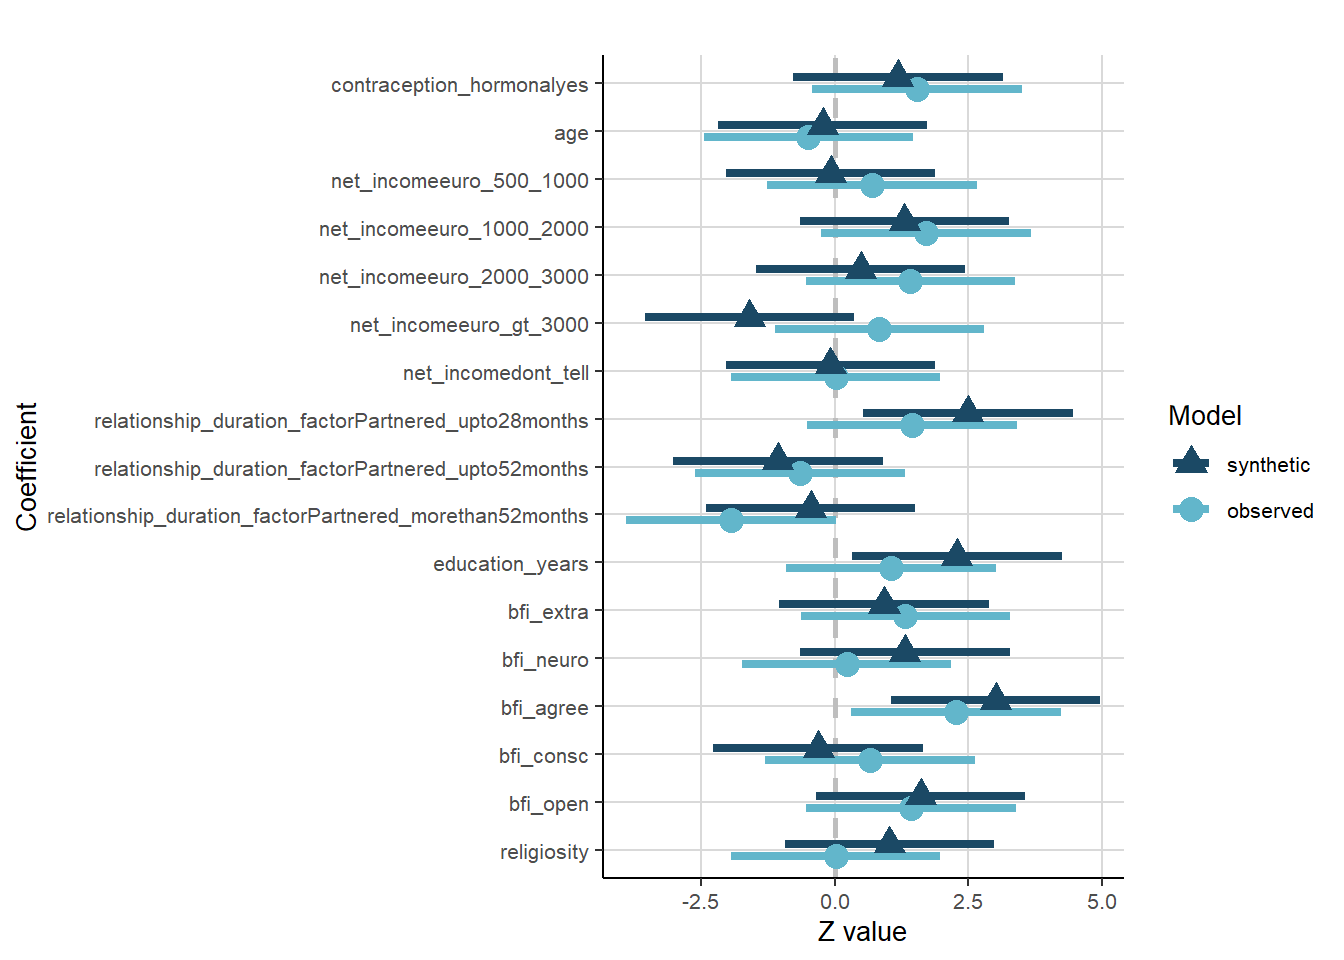 contraception_hormonalyes
age
net_incomeeuro_500_1000
net_incomeeuro_1000_2000
net_incomeeuro_2000_3000
net_incomeeuro_gt_3000
net_incomedont_tell
relationship_duration_factorPartnered_upto28months
relationship_duration_factorPartnered_upto52months
relationship_duration_factorPartnered_morethan52months
education_years
bfi_extra
bfi_neuro
bfi_agree
bfi_consc
bfi_open
religiosity
Coefficient
-2.5 0.0 2.5 5.0
Z value
Model
synthetic
observed